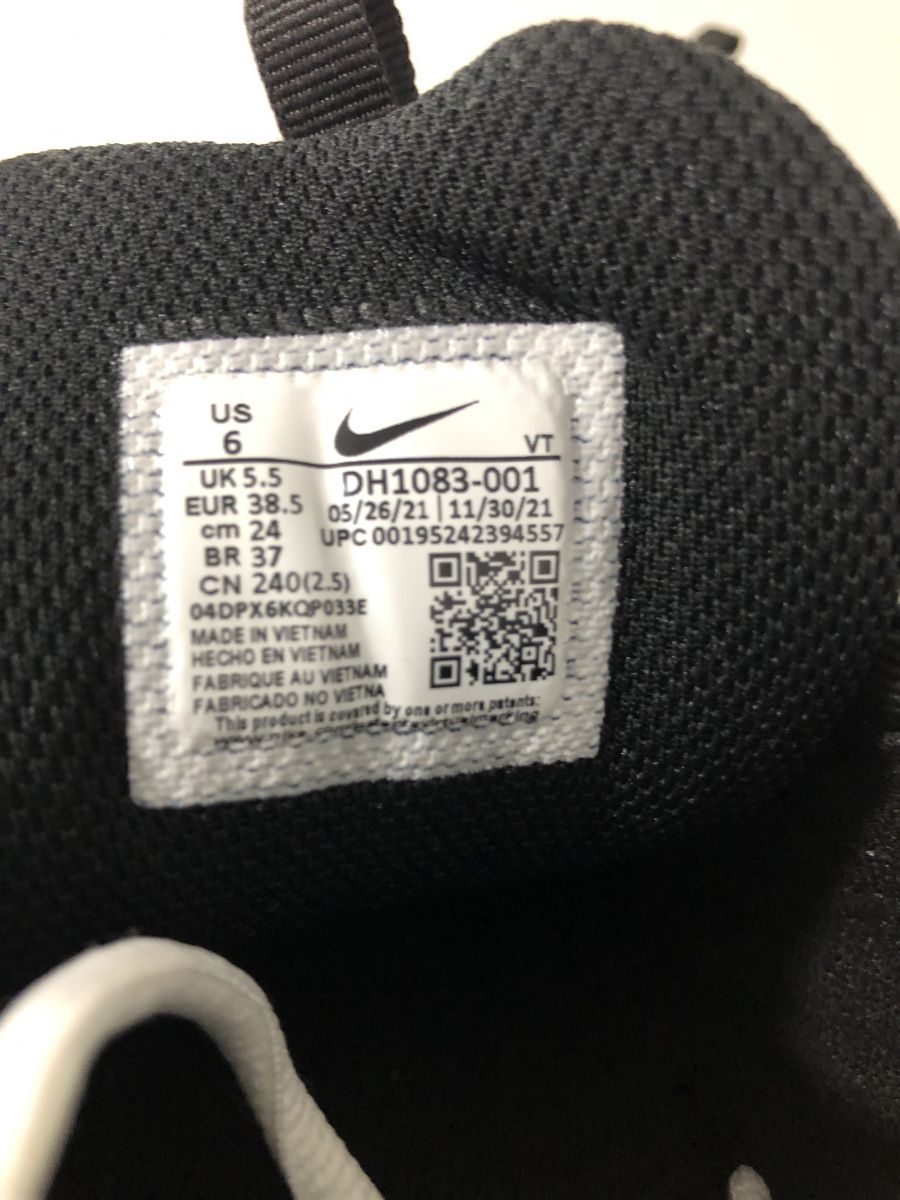 US
6
VT
UK 5.5
EUR 38.5
cm 24
BR 37
CN 240(2.5)
DH1083-001
05/26/21 | 11/30/21
UPC 00195242394557
04DPX6KQP033E
MADE IN VIETNAM
HECHO EN VIETNAM
FABRIQUE AU VIETNAM
FABRICADO NO VIETNA
This product is covered by one or more patents: